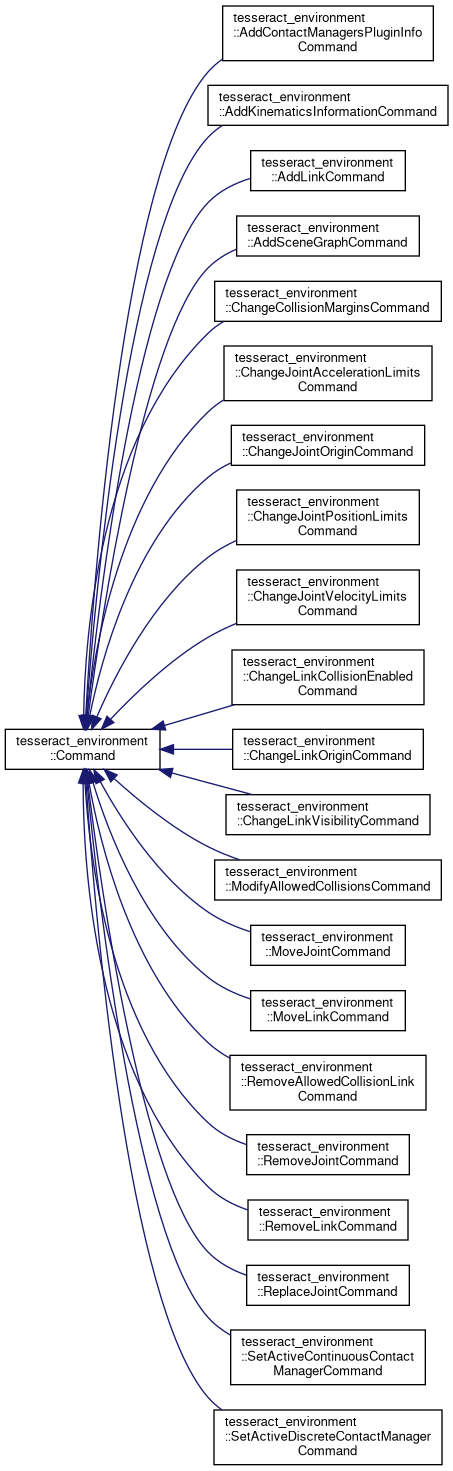 tesseract_environment
::AddContactManagersPluginInfo
Command
tesseract_environment
::AddKinematicsInformationCommand
tesseract_environment
::AddLinkCommand
tesseract_environment
::AddSceneGraphCommand
tesseract_environment
::ChangeCollisionMarginsCommand
tesseract_environment
::ChangeJointAccelerationLimits
Command
tesseract_environment
::ChangeJointOriginCommand
tesseract_environment
::ChangeJointPositionLimits
Command
tesseract_environment
::ChangeJointVelocityLimits
Command
tesseract_environment
::ChangeLinkCollisionEnabled
Command
tesseract_environment
::Command
tesseract_environment
::ChangeLinkOriginCommand
tesseract_environment
::ChangeLinkVisibilityCommand
tesseract_environment
::ModifyAllowedCollisionsCommand
tesseract_environment
::MoveJointCommand
tesseract_environment
::MoveLinkCommand
tesseract_environment
::RemoveAllowedCollisionLink
Command
tesseract_environment
::RemoveJointCommand
tesseract_environment
::RemoveLinkCommand
tesseract_environment
::ReplaceJointCommand
tesseract_environment
::SetActiveContinuousContact
ManagerCommand
tesseract_environment
::SetActiveDiscreteContactManager
Command